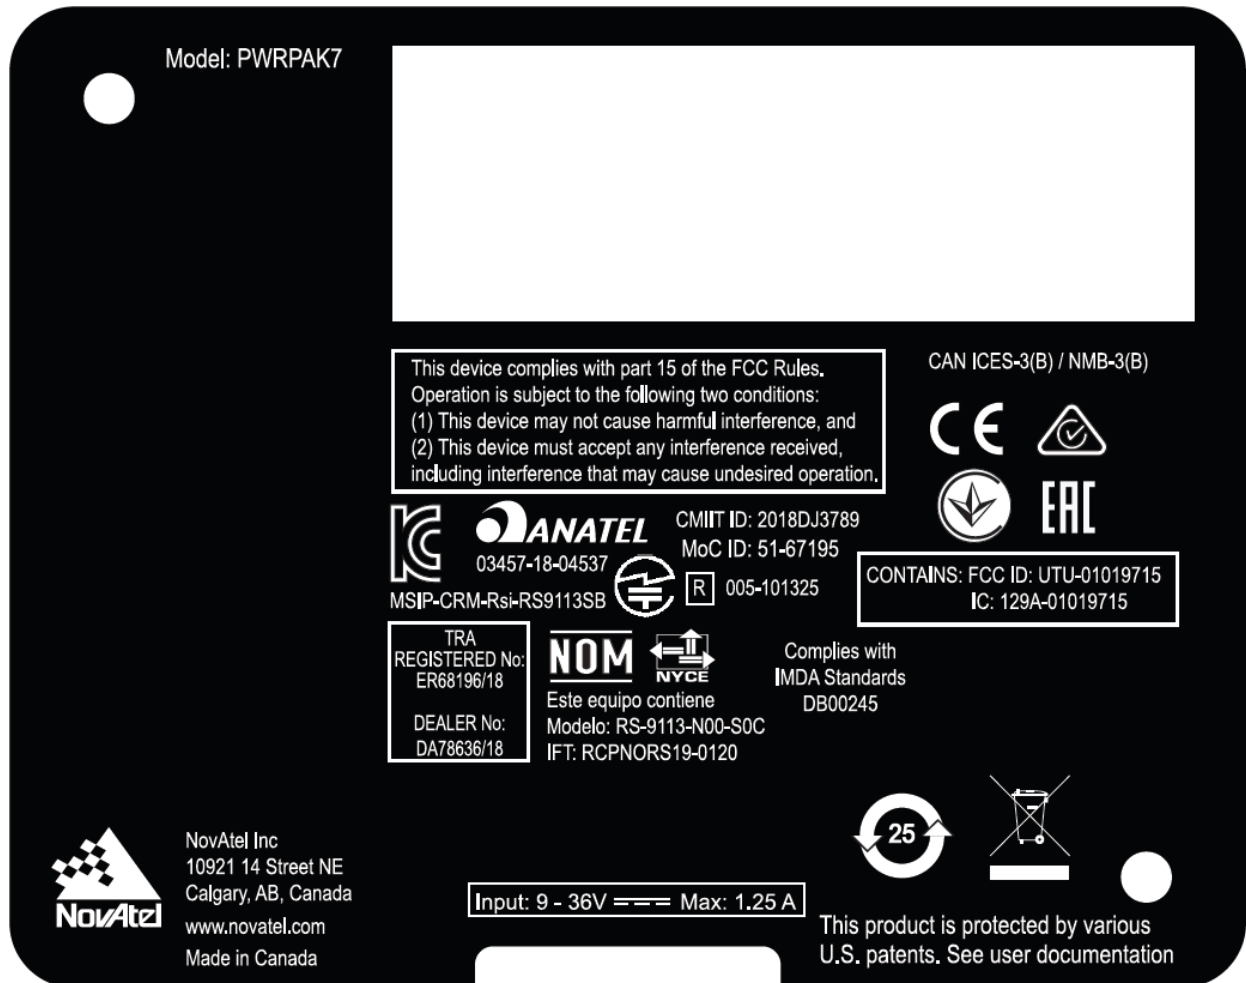 Model: PWRPAK7
This device complies with part 15 of the FCC Rules.
Operation is subject to the following two conditions:
(1) This device may not cause harmful interference, and
(2) This device must accept any interference received,
including interference that may cause undesired operation.
CAN ICES-3(B) / NMB-3(B)
CE
EAC
KC
ANATEL
03457-18-04537
MSIP-CRM-Rsi-RS9113SB
CMIIT ID: 2018DJ3789
MoC ID: 51-67195
R 005-101325
CONTAINS: FCC ID: UTU-01019715
IC: 129A-01019715
TRA
REGISTERED No:
ER68196/18
DEALER No:
DA78636/18
NOM
NYCE
Este equipo contiene
Modelo: RS-9113-N00-S0C
IFT: RCPNORS19-0120
Complies with
IMDA Standards
DB00245
25
NovAtel
NovAtel Inc
10921 14 Street NE
Calgary, AB, Canada
www.novatel.com
Made in Canada
Input: 9 - 36V Max: 1.25 A
This product is protected by various
U.S. patents. See user documentation